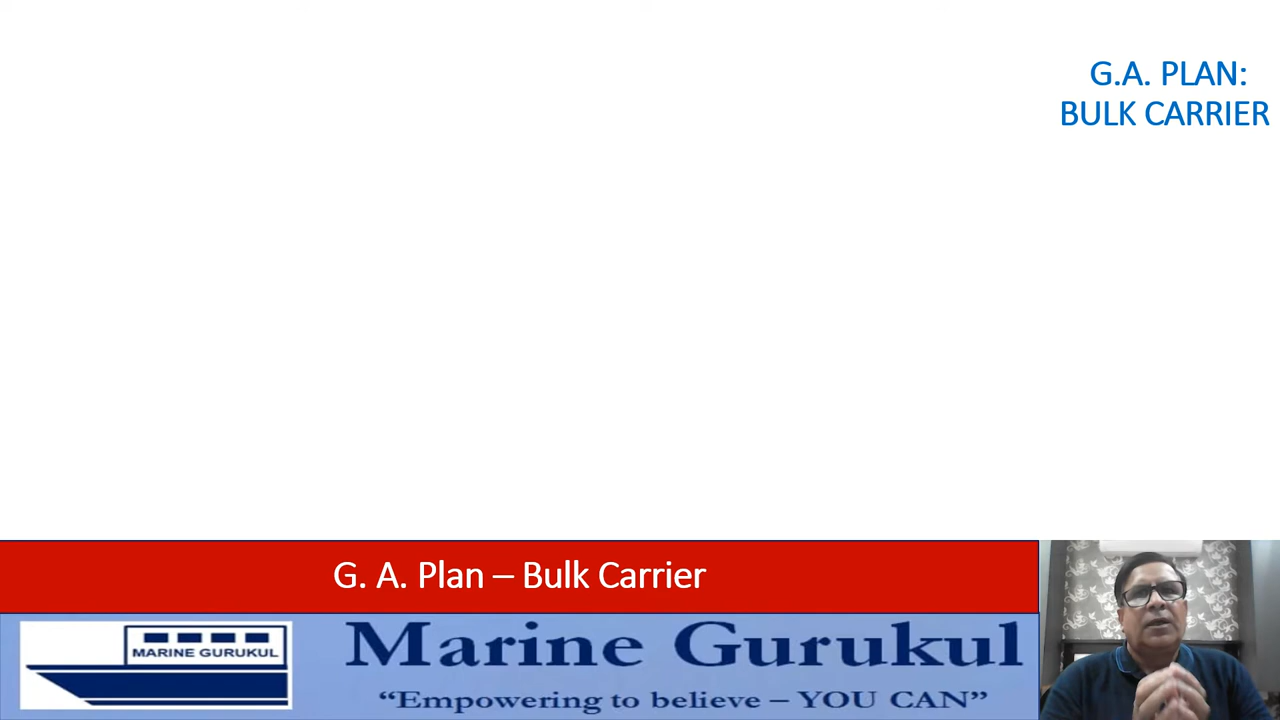 G.A. PLAN:
BULK CARRIER
G. A. Plan – Bulk Carrier
MARINE GURUKUL
Marine Gurukul
“Empowering to believe – YOU CAN”